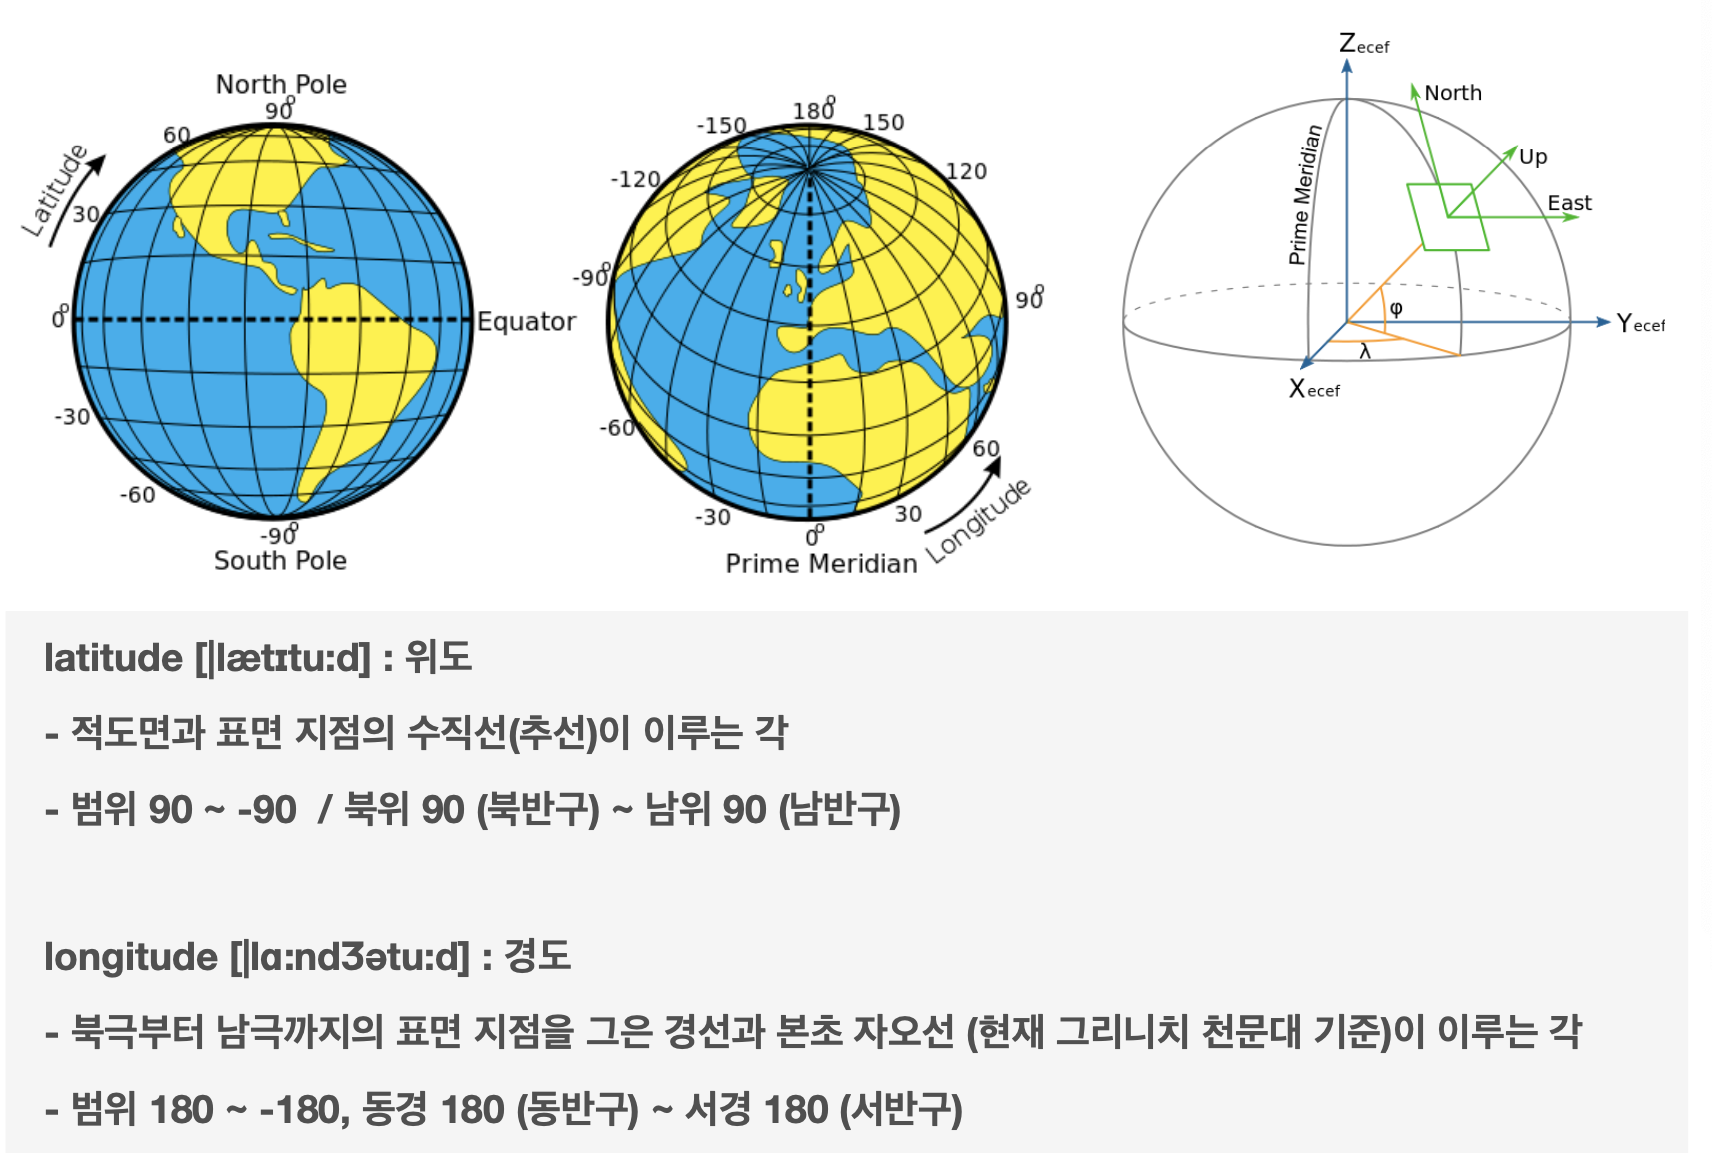 North Pole
90°
60
Latitude
30
0°
Equator
-30
-60
-90°
South Pole
180°
-150
150
-120
120
-90°
90°
-60
60
-30
30
0°
Longitude
Prime Meridian
Zecef
North
Up
East
Prime Meridian
φ
λ
Yecef
Xecef
latitude [|lætɪtu:d] : 위도
- 적도면과 표면 지점의 수직선(추선)이 이루는 각
- 범위 90 ~ -90 / 북위 90 (북반구) ~ 남위 90 (남반구)
longitude [|lɑ:ndƷətu:d] : 경도
- 북극부터 남극까지의 표면 지점을 그은 경선과 본초 자오선 (현재 그리니치 천문대 기준)이 이루는 각
- 범위 180 ~ -180, 동경 180 (동반구) ~ 서경 180 (서반구)